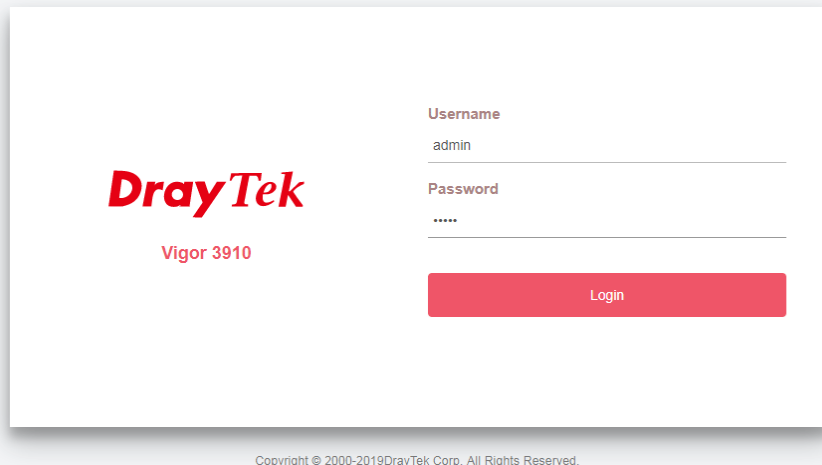 DrayTek
Vigor 3910
Username
admin
Password
•••••
Login
Copyright © 2000-2019DrayTek Corp. All Rights Reserved.